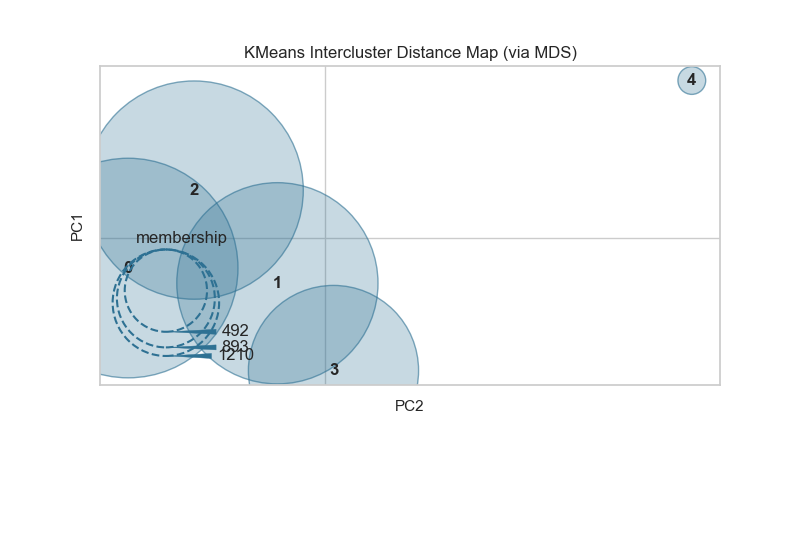 KMeans Intercluster Distance Map (via MDS)
4
2
PC1
membership
0
1
492
893
1210
3
PC2